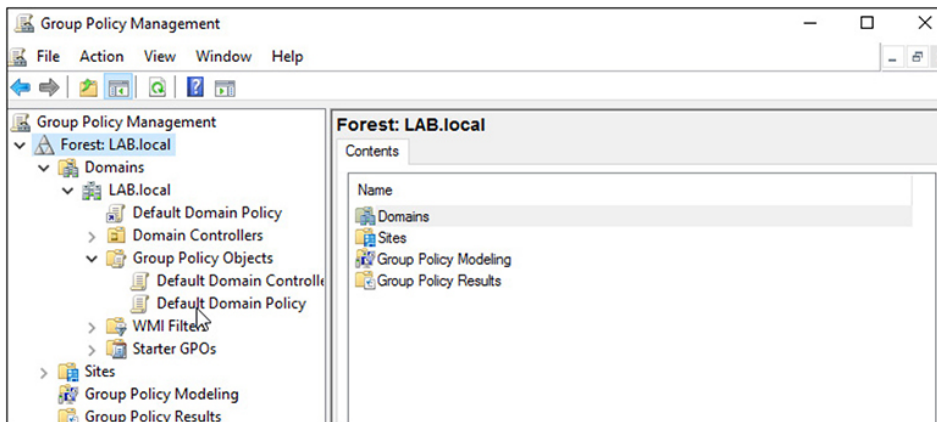 Group Policy Management
File Action View Window Help
Group Policy Management
Forest: LAB.local
Domains
LAB.local
Default Domain Policy
Domain Controllers
Group Policy Objects
Default Domain Controlle
Default Domain Policy
WMI Filters
Starter GPOs
Sites
Group Policy Modeling
Group Policy Results
Forest: LAB.local
Contents
Name
Domains
Sites
Group Policy Modeling
Group Policy Results